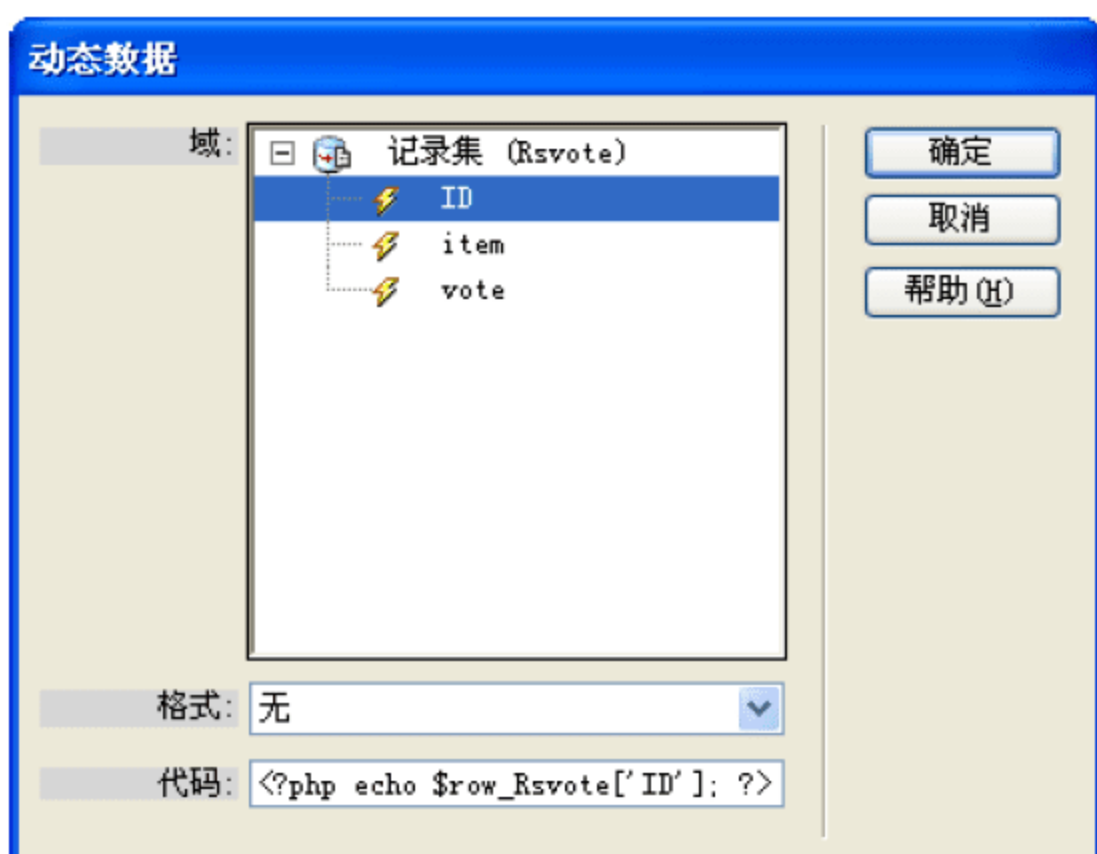 动态数据
域:
记录集 (Rsvote)
ID
item
vote
确定
取消
帮助(H)
格式: 无
代码: <?php echo $row_Rsvote['ID']; ?>